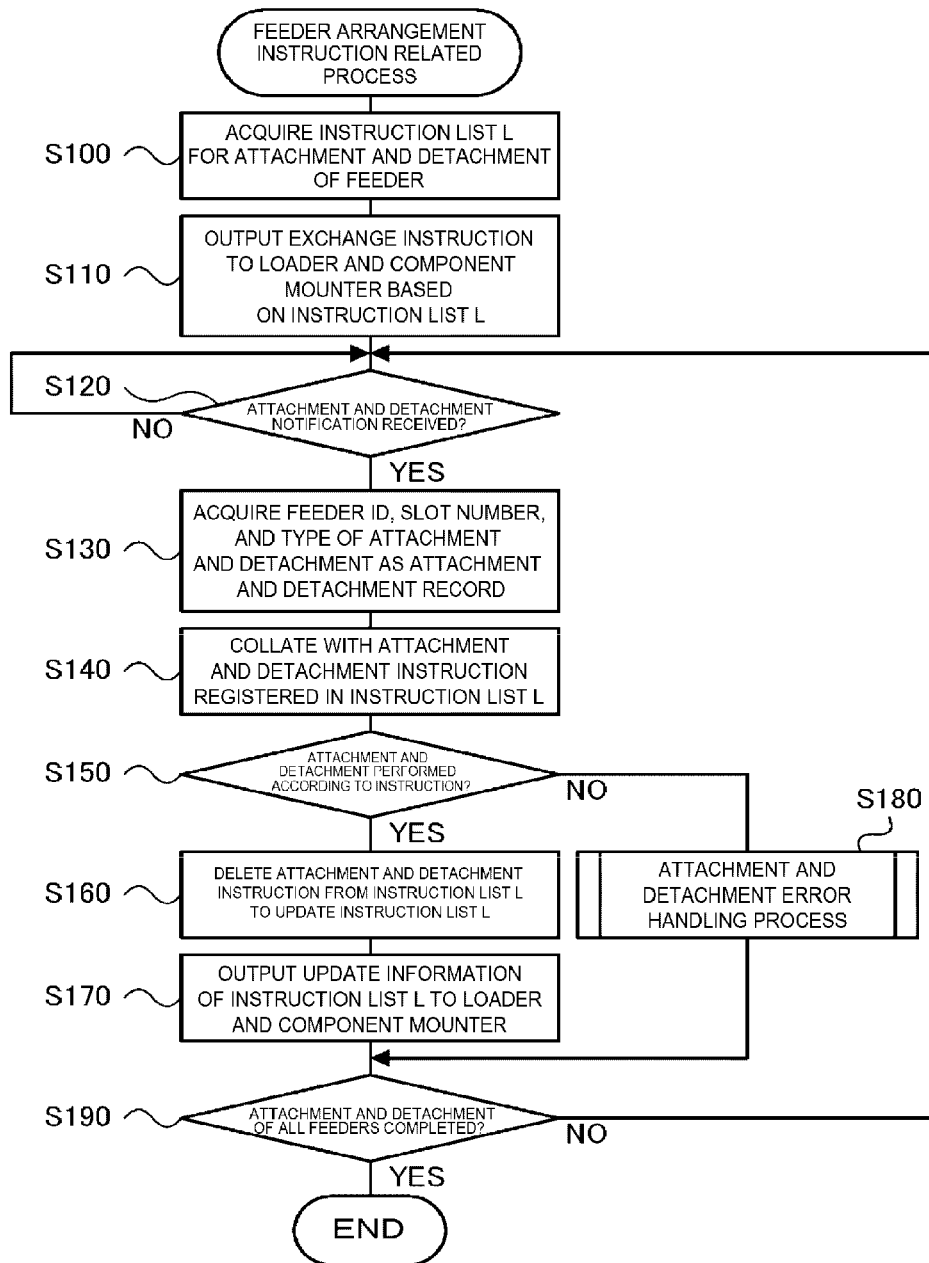 FEEDER ARRANGEMENT
INSTRUCTION RELATED
PROCESS
S100
ACQUIRE INSTRUCTION LIST L
FOR ATTACHMENT AND DETACHMENT
OF FEEDER
S110
OUTPUT EXCHANGE INSTRUCTION
TO LOADER AND COMPONENT
MOUNTER BASED
ON INSTRUCTION LIST L
S120
ATTACHMENT AND DETACHMENT
NOTIFICATION RECEIVED?
NO
YES
S130
ACQUIRE FEEDER ID, SLOT NUMBER,
AND TYPE OF ATTACHMENT
AND DETACHMENT AS ATTACHMENT
AND DETACHMENT RECORD
S140
COLLATE WITH ATTACHMENT
AND DETACHMENT INSTRUCTION
REGISTERED IN INSTRUCTION LIST L
S150
ATTACHMENT AND
DETACHMENT PERFORMED
ACCORDING TO INSTRUCTION?
NO
YES
S180
ATTACHMENT AND
DETACHMENT ERROR
HANDLING PROCESS
S160
DELETE ATTACHMENT AND DETACHMENT
INSTRUCTION FROM INSTRUCTION LIST L
TO UPDATE INSTRUCTION LIST L
S170
OUTPUT UPDATE INFORMATION
OF INSTRUCTION LIST L TO LOADER
AND COMPONENT MOUNTER
S190
ATTACHMENT AND DETACHMENT
OF ALL FEEDERS COMPLETED?
NO
YES
END